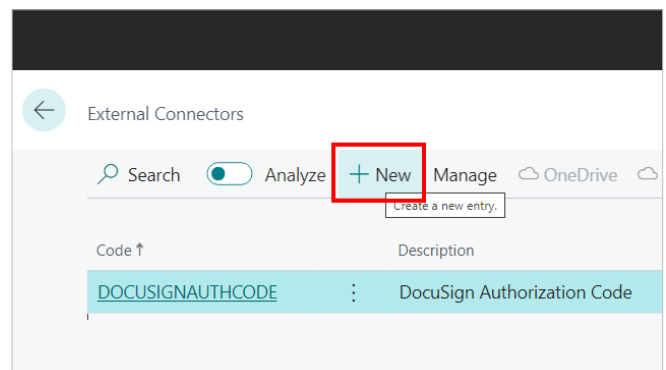 External Connectors
Search Analyze + New Manage OneDrive
Create a new entry.
Code ↑ Description
DOCUSIGNAUTHCODE ⋮ DocuSign Authorization Code